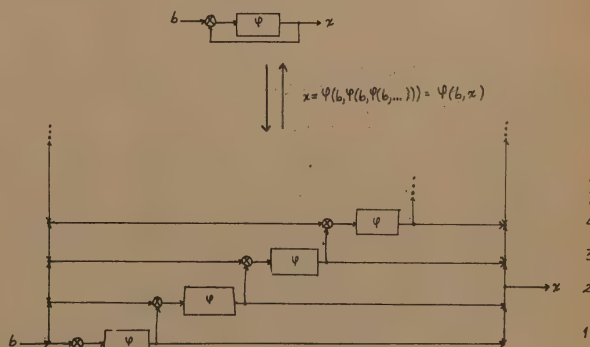 b φ x
x = φ(b,φ(b,φ(b,...))) = φ(b,x)
φ
4
φ
3
φ
x
2
b φ
1